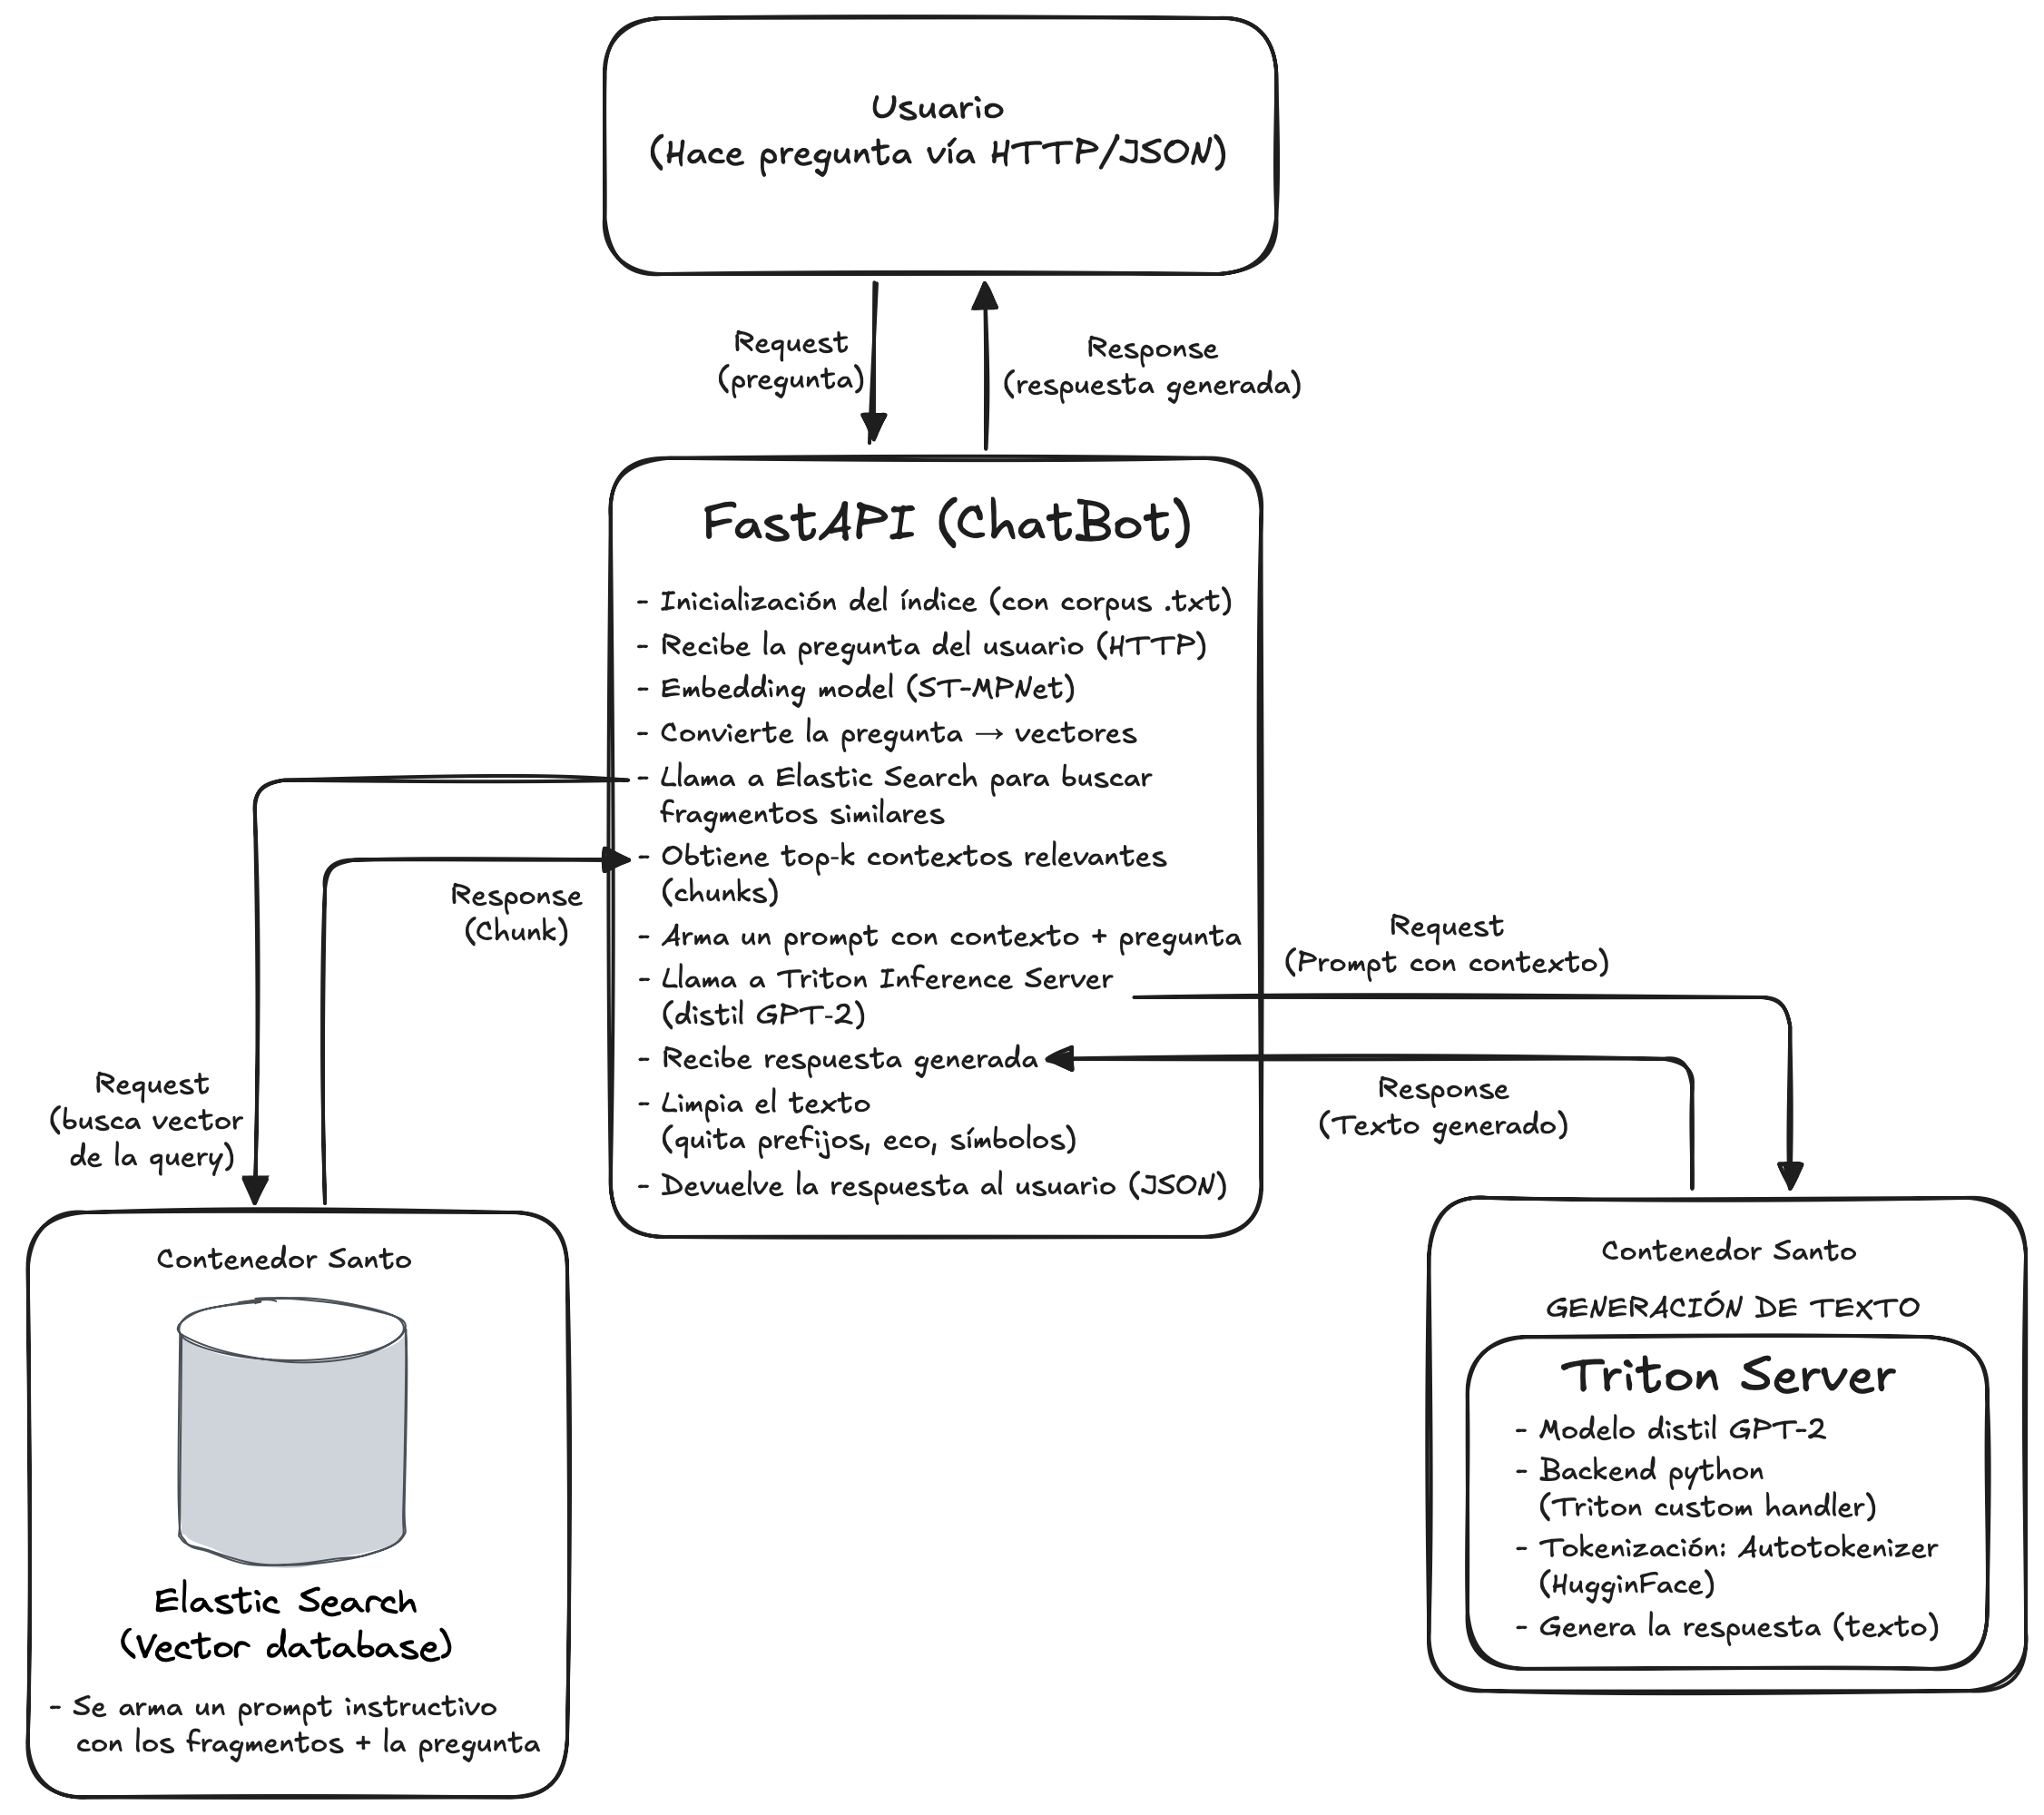 Usuario
(Hace pregunta vía HTTP/JSON)
Request
(pregunta)
Response
(respuesta generada)
FastAPI (ChatBot)
- Inicialización del índice (con corpus .txt)
- Recibe la pregunta del usuario (HTTP)
- Embedding model (ST-MPNet)
- Convierte la pregunta → vectores
- Llama a Elastic Search para buscar
fragmentos similares
- Obtiene top-k contextos relevantes
(chunks)
- Arma un prompt con contexto + pregunta
- Llama a Triton Inference Server
(distil GPT-2)
- Recibe respuesta generada
- Limpia el texto
(quita prefijos, eco, símbolos)
- Devuelve la respuesta al usuario (JSON)
Response
(Chunk)
Request
(busca vector
de la query)
Request
(Prompt con contexto)
Response
(Texto generado)
Contenedor Santo
Elastic Search
(Vector database)
- Se arma un prompt instructivo
con los fragmentos + la pregunta
Contenedor Santo
GENERACIÓN DE TEXTO
Triton Server
- Modelo distil GPT-2
- Backend python
(Triton custom handler)
- Tokenización: Autotokenizer
(HugginFace)
- Genera la respuesta (texto)